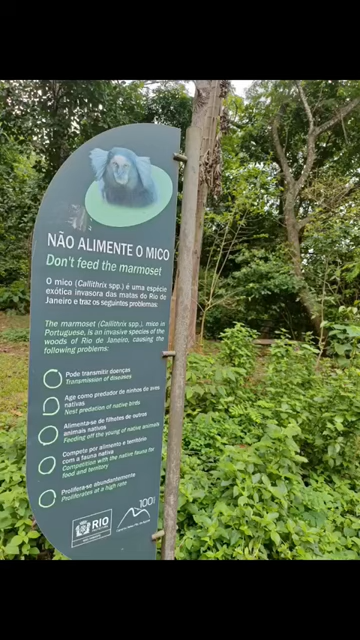 NÃO ALIMENTE O MICO
Don't feed the marmoset
O mico (Callithrix spp.) é uma espécie
exótica invasora das matas do Rio de
Janeiro e traz os seguintes problemas:
The marmoset (Callithrix spp.), mico in
Portuguese, is an invasive species of the
woods of Rio de Janeiro, causing the
following problems:
Pode transmitir doenças
Transmission of diseases
Age como predador de ninhos de aves
nativas
Nest predation of native birds
Alimenta-se de filhotes de outros
animais nativos
Feeding off the young of native animals
Compete por alimento e território
com a fauna nativa
Competition with the native fauna for
food and territory
Prolifera-se abundantemente
Proliferates at a high rate
RIO
100